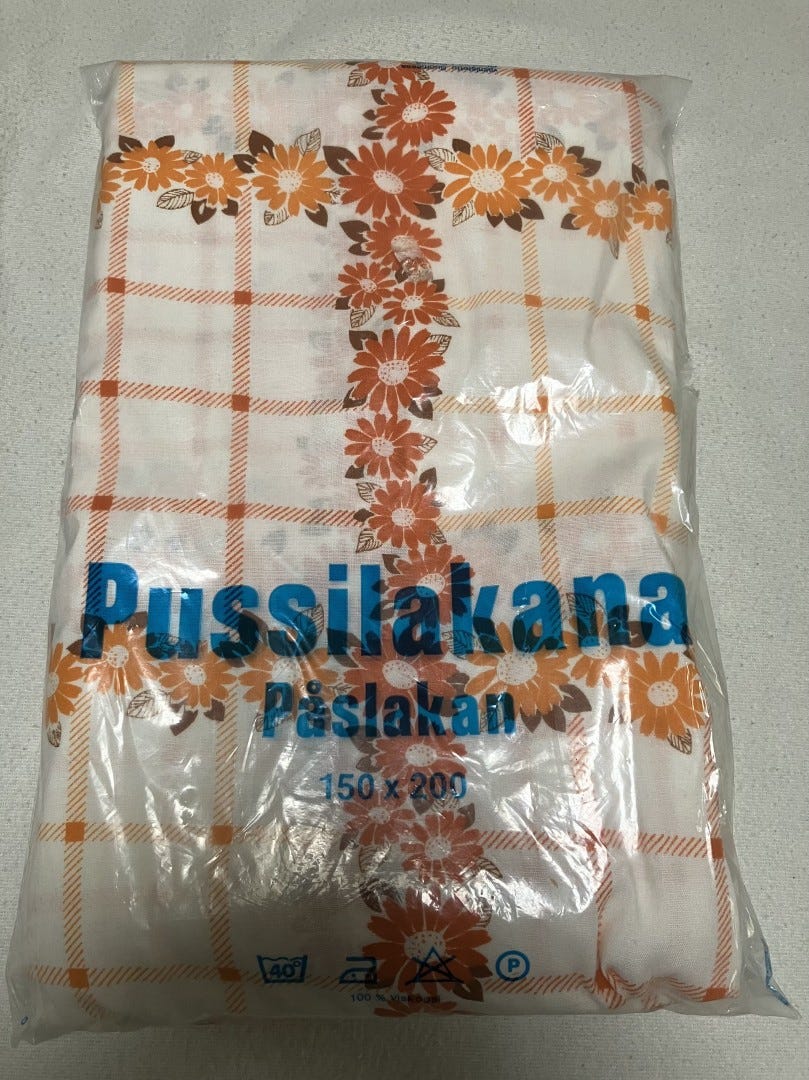 Pussilakana
Påslakan
150 x 200
40°
P
100 % Viskoosi